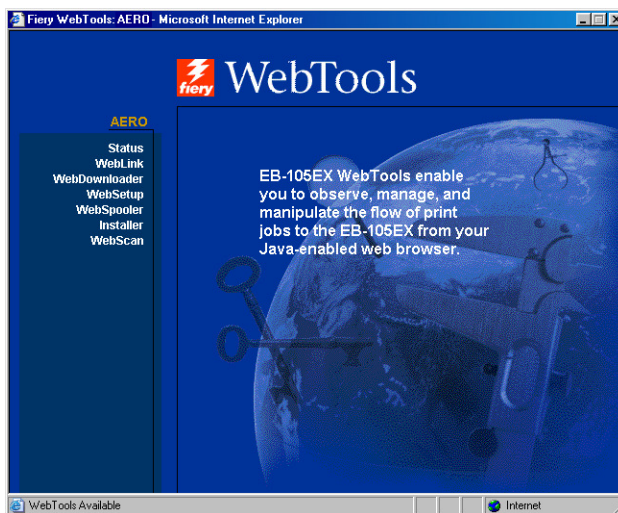 Fiery WebTools: AERO - Microsoft Internet Explorer
fiery WebTools
AERO
Status
WebLink
WebDownloader
WebSetup
WebSpooler
Installer
WebScan
EB-105EX WebTools enable
you to observe, manage, and
manipulate the flow of print
jobs to the EB-105EX from your
Java-enabled web browser.
WebTools Available
Internet